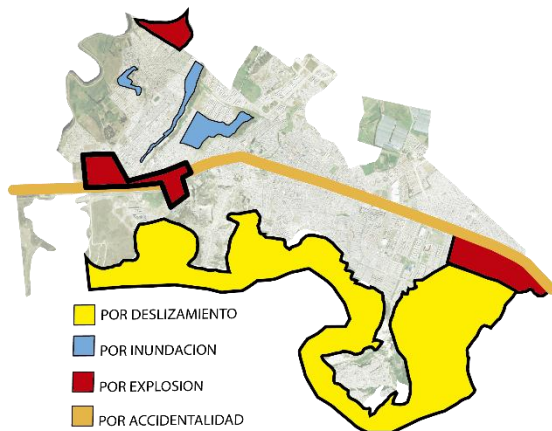 POR DESLIZAMIENTO
POR INUNDACION
POR EXPLOSION
POR ACCIDENTALIDAD